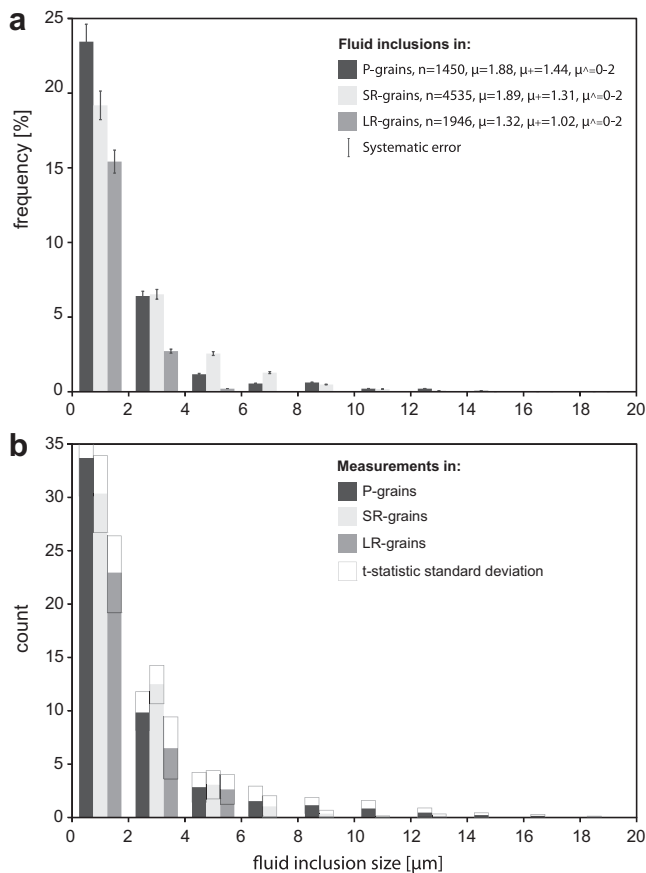 a
25
20
15
10
5
0
frequency [%]
Fluid inclusions in:
P-grains, n=1450, μ=1.88, μ+=1.44, μ^=0-2
SR-grains, n=4535, μ=1.89, μ+=1.31, μ^=0-2
LR-grains, n=1946, μ=1.32, μ+=1.02, μ^=0-2
Systematic error
0 2 4 6 8 10 12 14 16 18 20
b
35
30
25
20
15
10
5
0
count
Measurements in:
P-grains
SR-grains
LR-grains
t-statistic standard deviation
0 2 4 6 8 10 12 14 16 18 20
fluid inclusion size [μm]